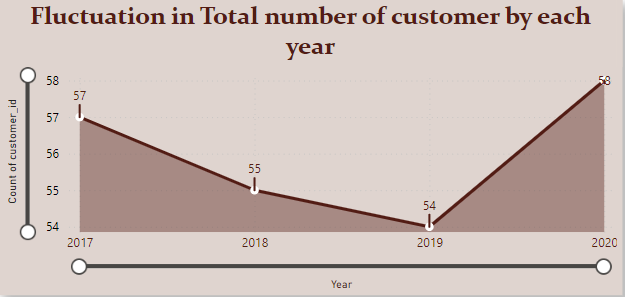 Fluctuation in Total number of customer by each
year
Count of customer_id
58
57
56
55
54
57
55
54
58
2017 2018 2019 2020
Year